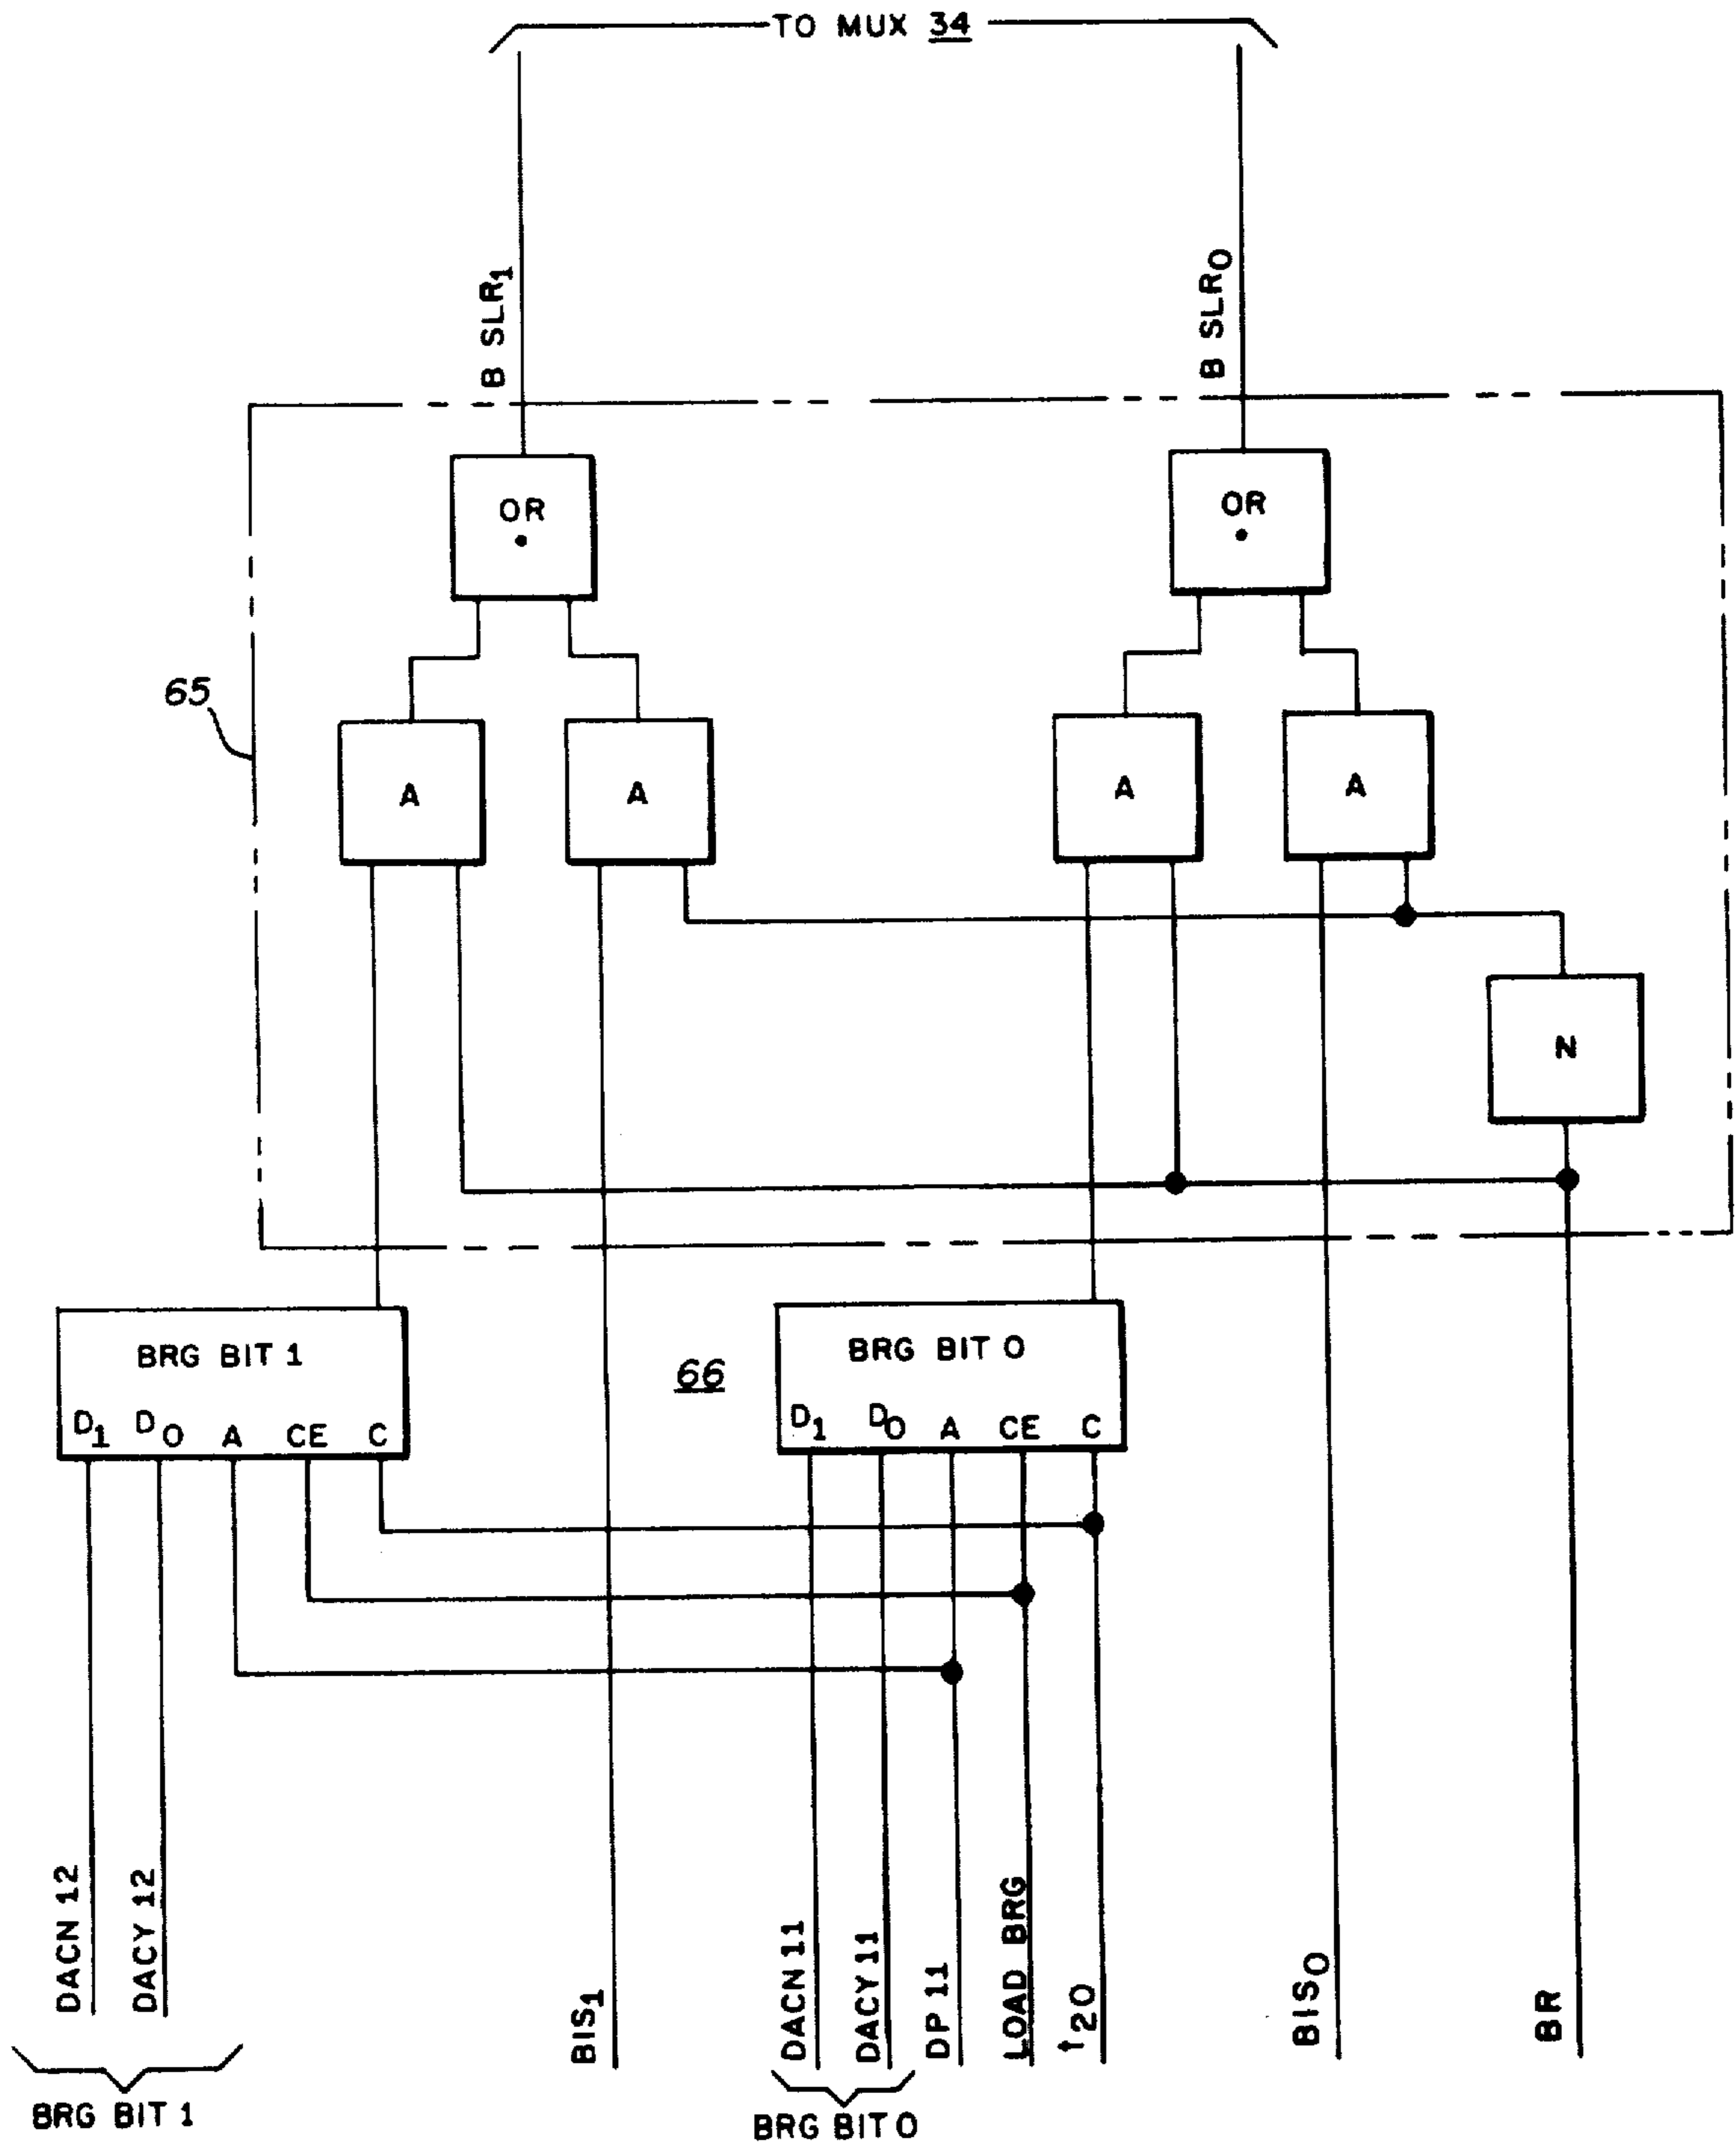 TO MUX 34
B SLR1
B SLR0
OR
OR
65
A
A
A
A
N
BRG BIT 1
D1 D0 A CE C
66
BRG BIT 0
D1 D0 A CE C
DACN 12
DACY 12
BIS1
DACN 11
DACY 11
DP 11
LOAD BRG
t20
BIS0
BR
BRG BIT 1
BRG BIT 0